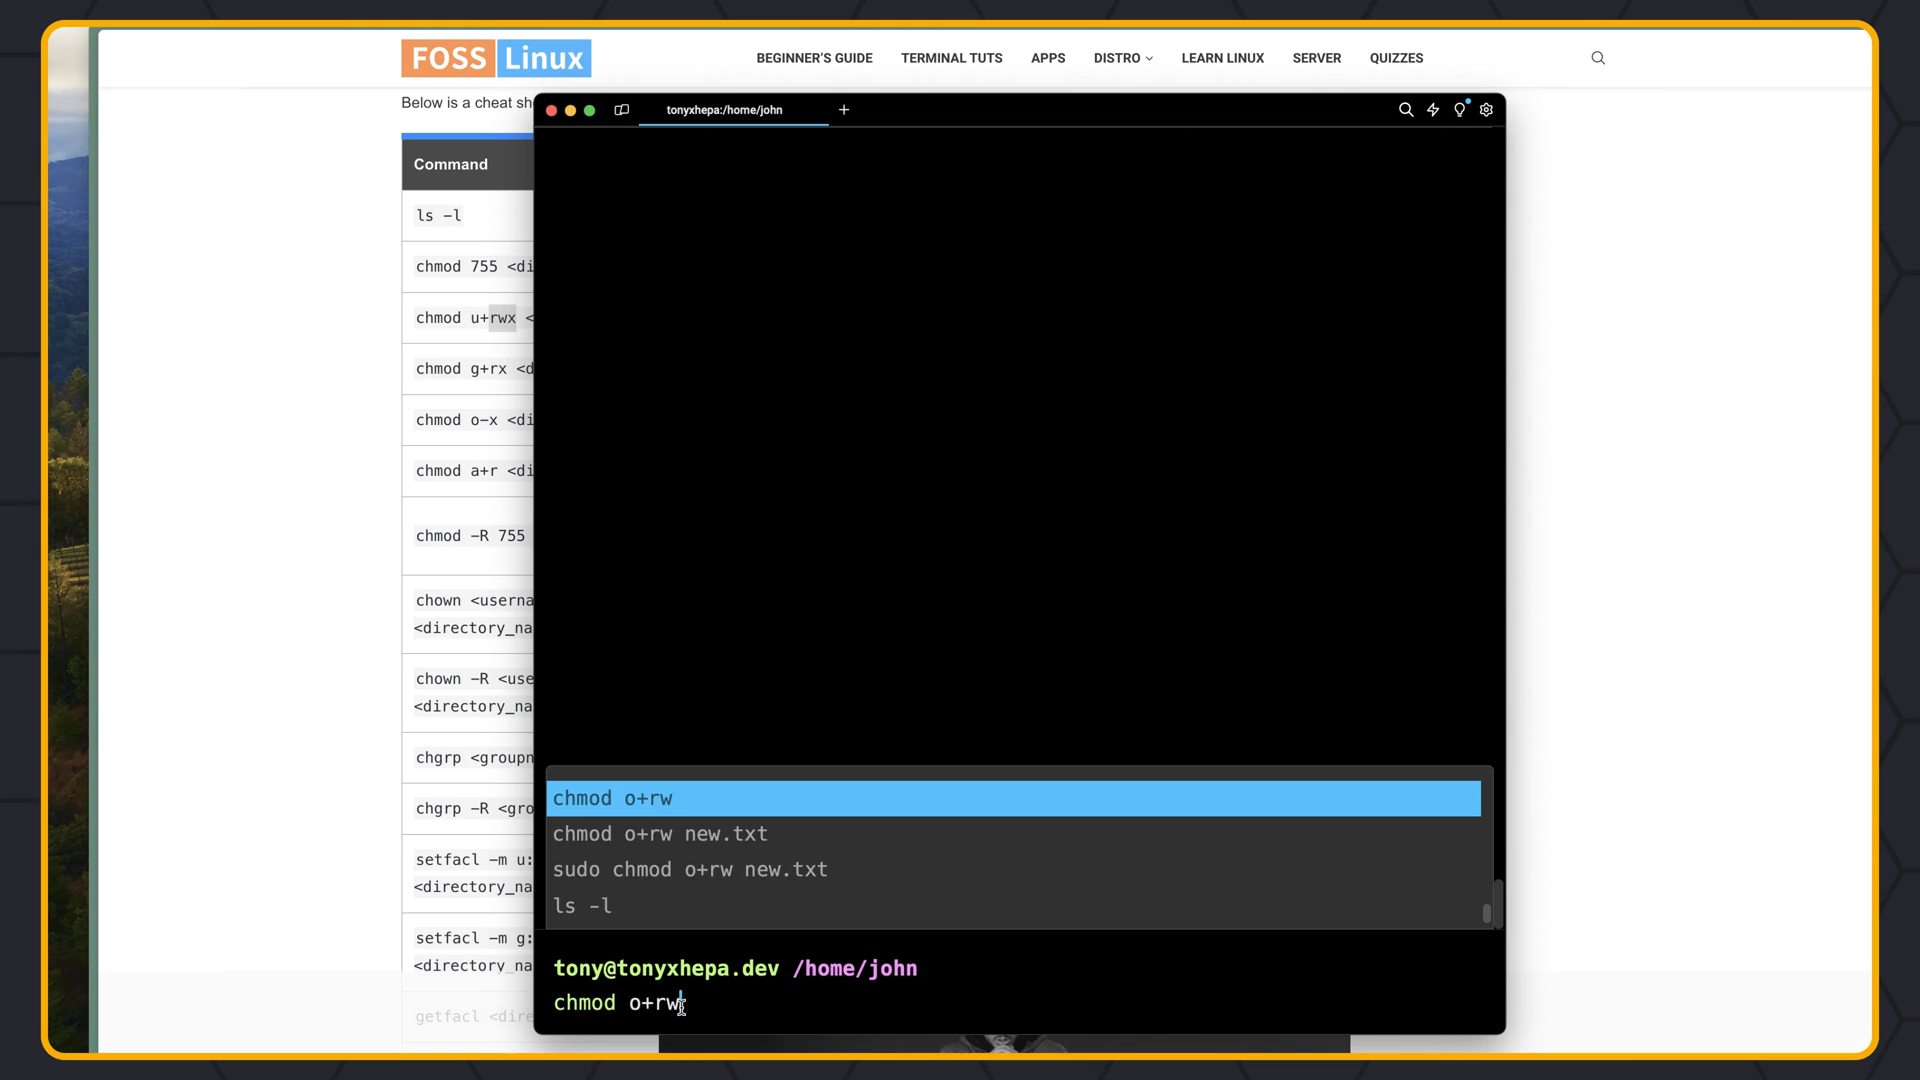 FOSS Linux
BEGINNER'S GUIDE TERMINAL TUTS APPS DISTRO LEARN LINUX SERVER QUIZZES
Below is a cheat sh
tonyxhepa:/home/john
Command
ls -l
chmod 755 <di
chmod u+rwx <
chmod g+rx <d
chmod o-x <di
chmod a+r <di
chmod -R 755
chown <userna
<directory_na
chown -R <use
<directory_na
chgrp <groupn
chgrp -R <gro
setfacl -m u:
<directory_na
setfacl -m g:
<directory_na
getfacl <dire
chmod o+rw
chmod o+rw new.txt
sudo chmod o+rw new.txt
ls -l
tony@tonyxhepa.dev /home/john
chmod o+rw